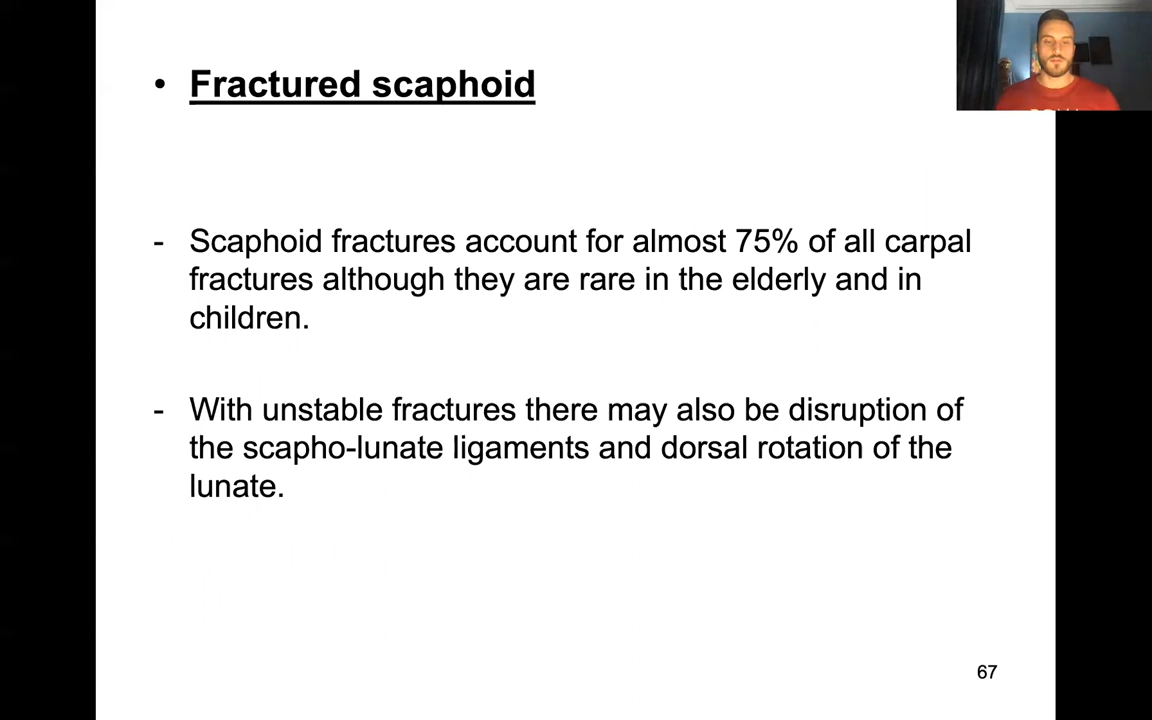 • Fractured scaphoid
- Scaphoid fractures account for almost 75% of all carpal
fractures although they are rare in the elderly and in
children.
- With unstable fractures there may also be disruption of
the scapho-lunate ligaments and dorsal rotation of the
lunate.
67